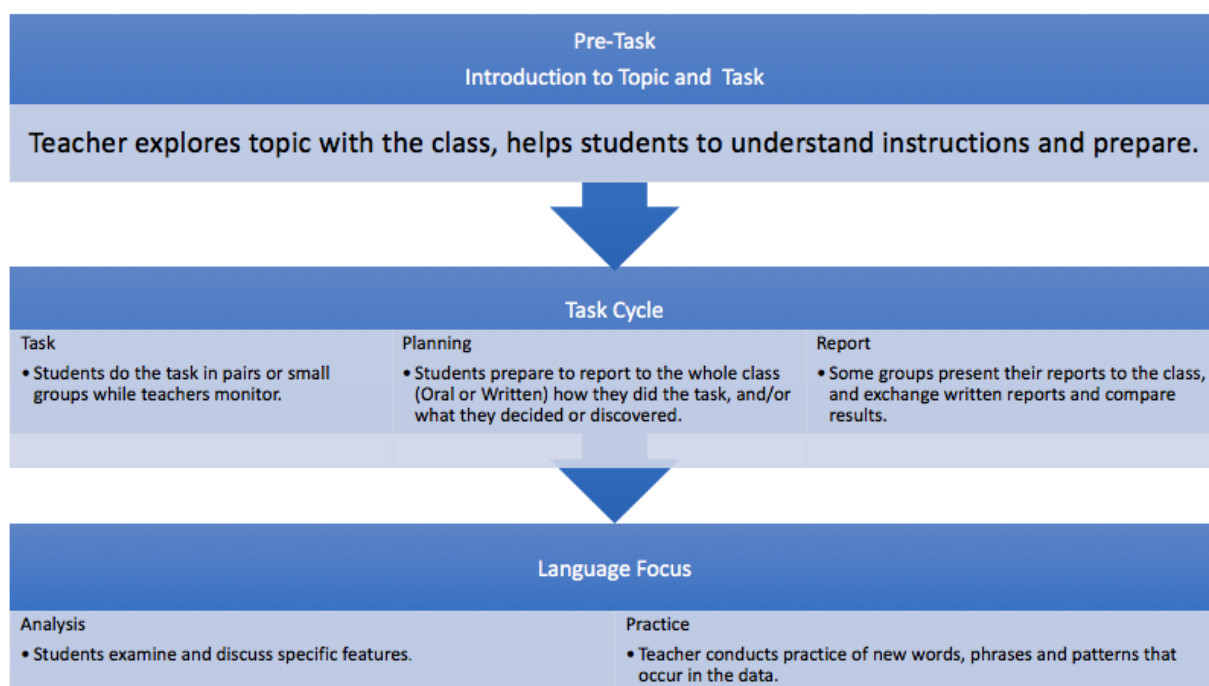 Pre-Task
Introduction to Topic and Task
Teacher explores topic with the class, helps students to understand instructions and prepare.
Task Cycle
Task
• Students do the task in pairs or small
groups while teachers monitor.
Planning
• Students prepare to report to the whole class
(Oral or Written) how they did the task, and/or
what they decided or discovered.
Report
• Some groups present their reports to the class,
and exchange written reports and compare
results.
Language Focus
Analysis
• Students examine and discuss specific features.
Practice
• Teacher conducts practice of new words, phrases and patterns that
occur in the data.